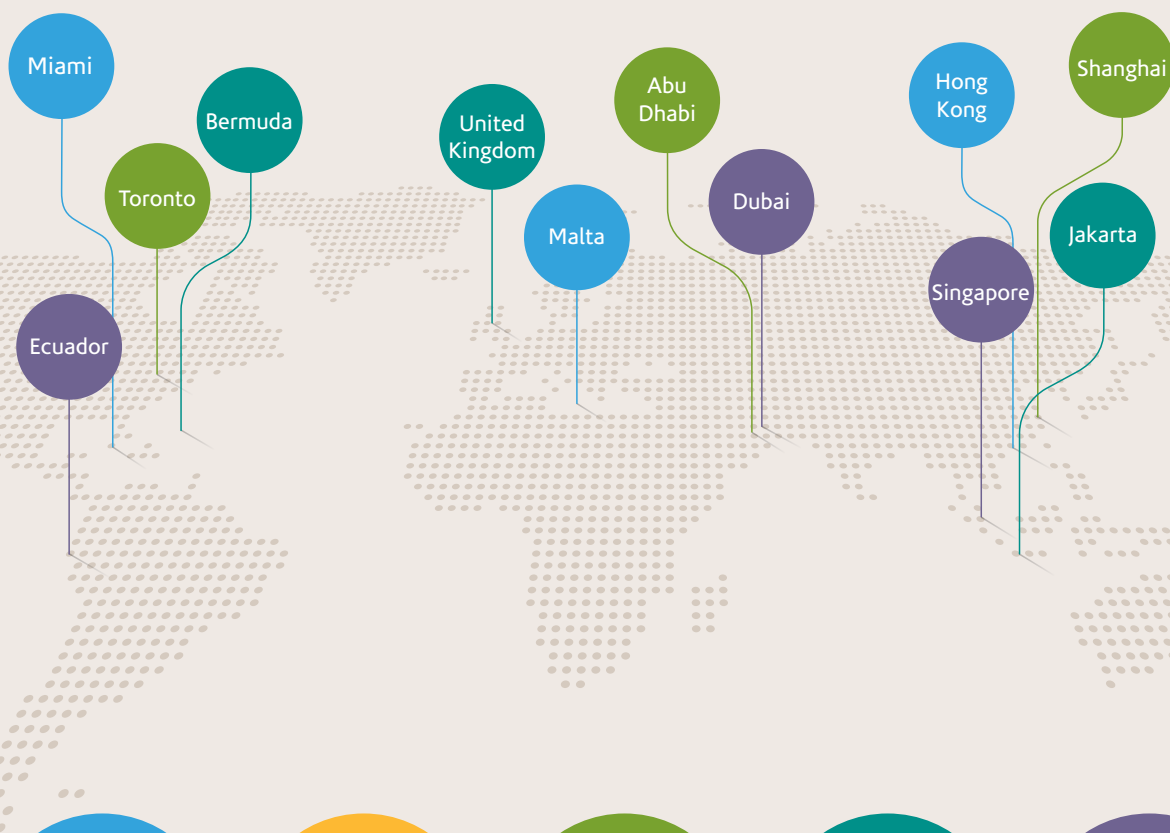 Miami
Bermuda
Toronto
Ecuador
United
Kingdom
Malta
Abu
Dhabi
Dubai
Hong
Kong
Shanghai
Jakarta
Singapore